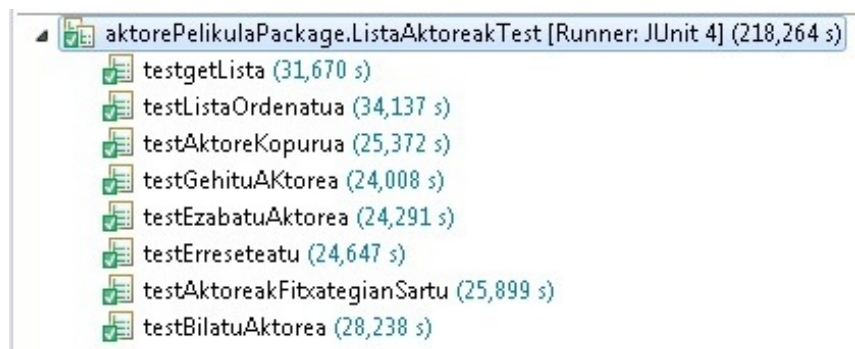 aktorePelikulaPackage.ListaAktoreakTest [Runner: JUnit 4] (218,264 s)
testgetLista (31,670 s)
testListaOrdenatua (34,137 s)
testAktoreKopurua (25,372 s)
testGehituAKtorea (24,008 s)
testEzabatuAktorea (24,291 s)
testErreseteatu (24,647 s)
testAktoreakFitxategianSartu (25,899 s)
testBilatuAktorea (28,238 s)